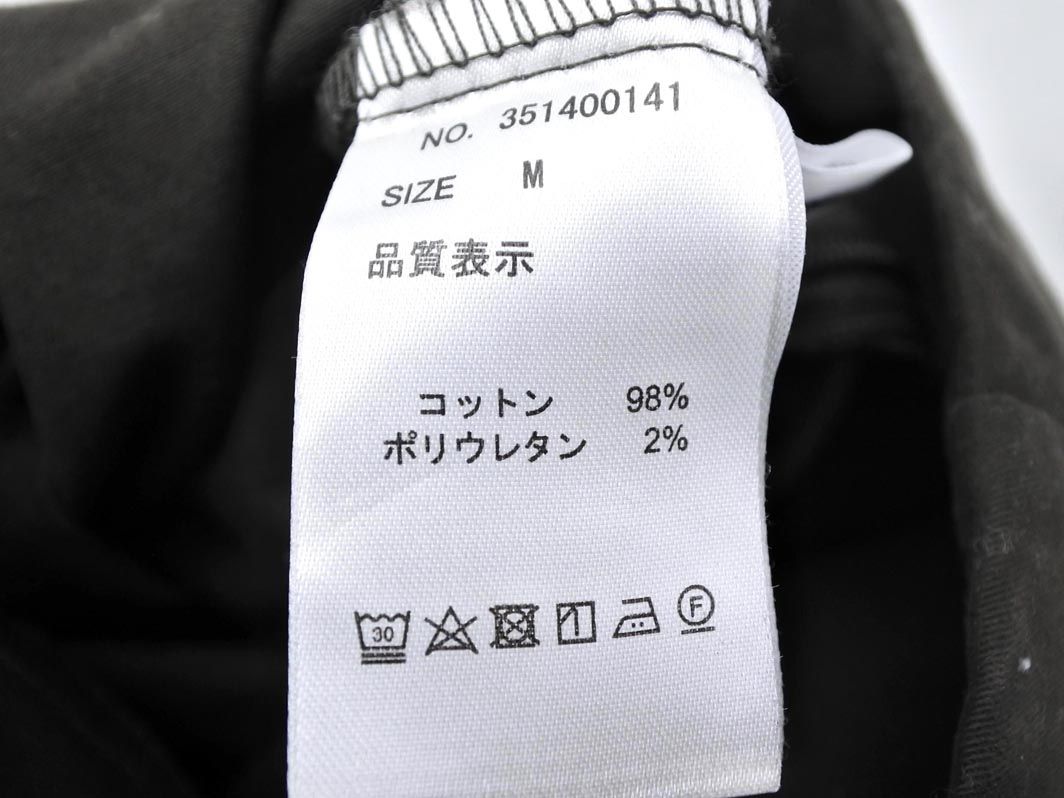 NO. 351400141
SIZE M
品質表示
コットン 98%
ポリウレタン 2%
30 F